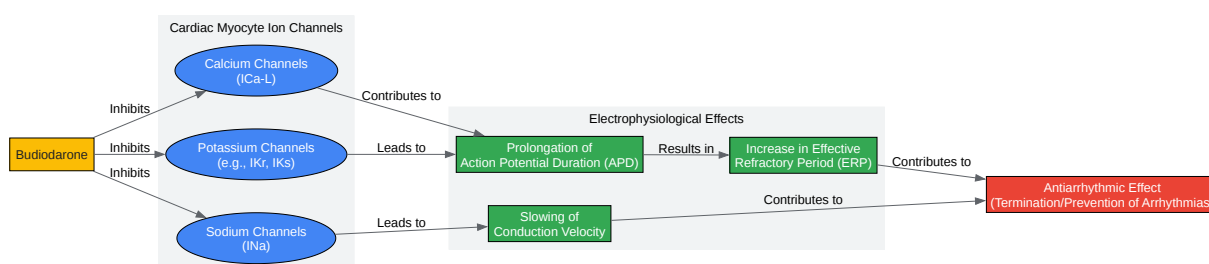 Cardiac Myocyte Ion Channels
Calcium Channels
(ICa-L)
Inhibits
Contributes to
Electrophysiological Effects
Budiodarone
Inhibits
Potassium Channels
(e.g., IKr, IKs)
Leads to
Prolongation of
Action Potential Duration (APD)
Results in
Increase in Effective
Refractory Period (ERP)
Contributes to
Inhibits
Antiarrhythmic Effect
(Termination/Prevention of Arrhythmias
Sodium Channels
(INa)
Leads to
Slowing of
Conduction Velocity
Contributes to